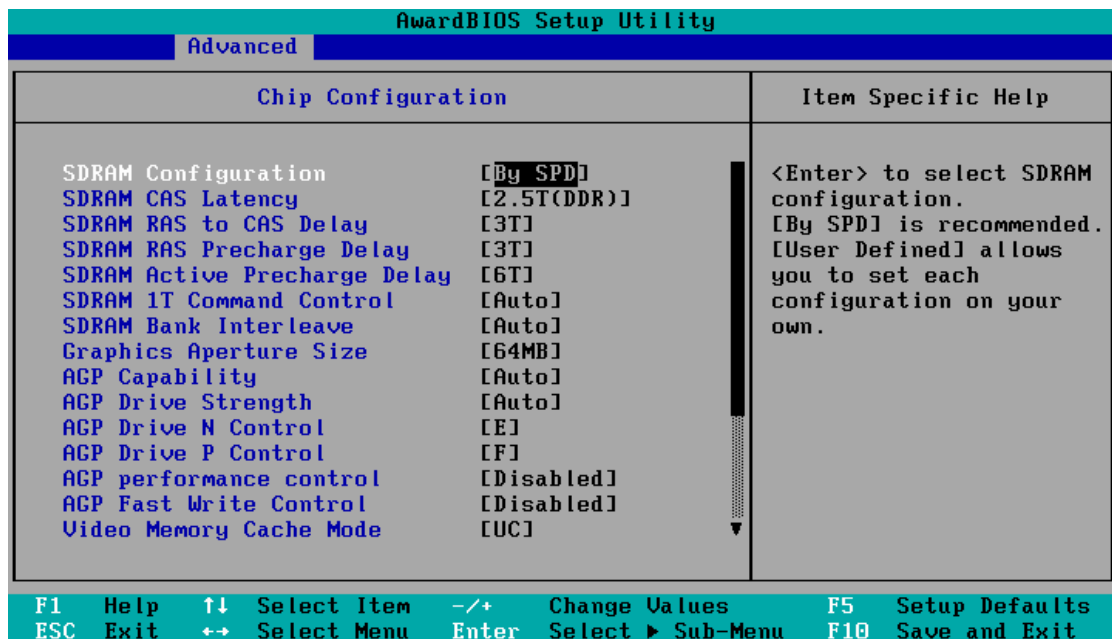 AwardBIOS Setup Utility
Advanced
Chip Configuration
SDRAM Configuration [By SPD]
SDRAM CAS Latency [2.5T(DDR)]
SDRAM RAS to CAS Delay [3T]
SDRAM RAS Precharge Delay [3T]
SDRAM Active Precharge Delay [6T]
SDRAM 1T Command Control [Auto]
SDRAM Bank Interleave [Auto]
Graphics Aperture Size [64MB]
AGP Capability [Auto]
AGP Drive Strength [Auto]
AGP Drive N Control [E]
AGP Drive P Control [F]
AGP performance control [Disabled]
AGP Fast Write Control [Disabled]
Video Memory Cache Mode [UC]
Item Specific Help
<Enter> to select SDRAM
configuration.
[By SPD] is recommended.
[User Defined] allows
you to set each
configuration on your
own.
F1 Help ↑↓ Select Item -/+ Change Values F5 Setup Defaults
ESC Exit ←→ Select Menu Enter Select ► Sub-Menu F10 Save and Exit